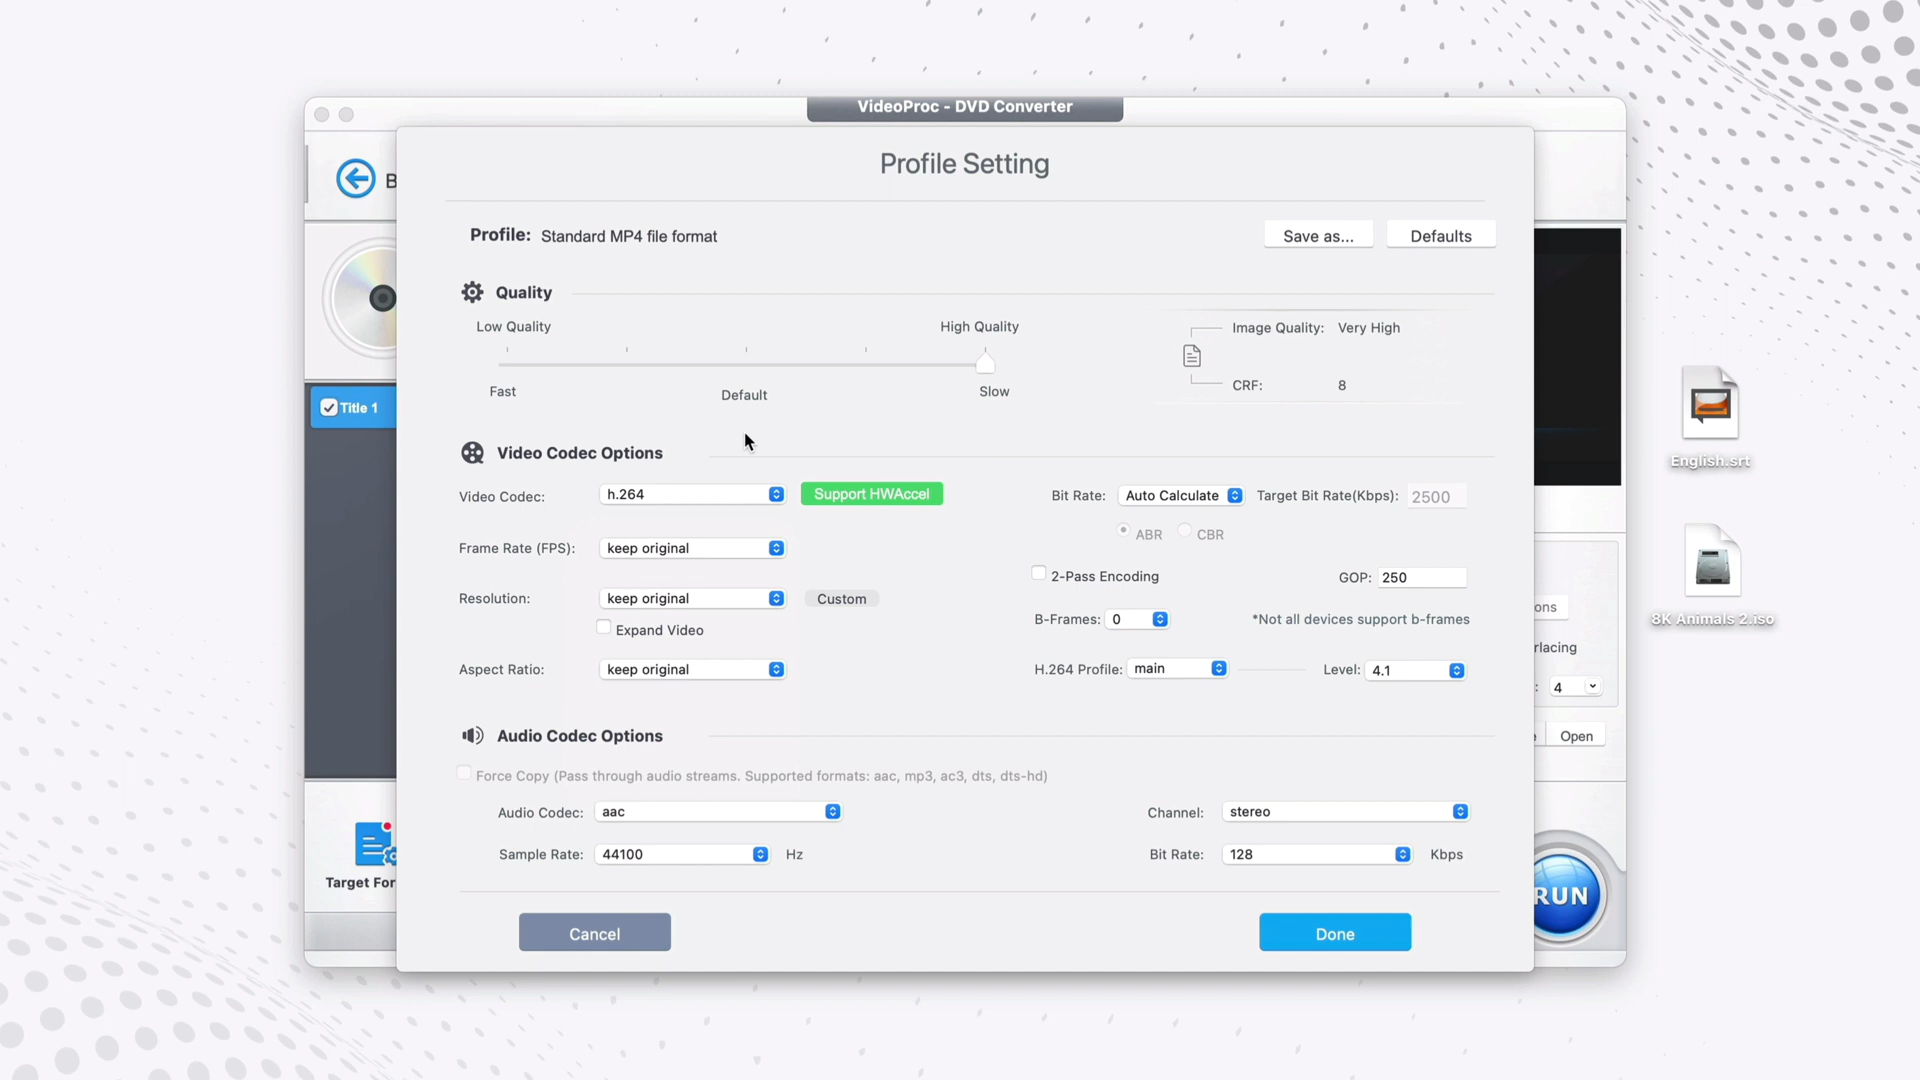 VideoProc - DVD Converter
Profile Setting
B
Profile: Standard MP4 file format
Save as...
Defaults
Quality
Low Quality
High Quality
Fast
Default
Slow
Image Quality: Very High
CRF: 8
Title 1
Video Codec Options
Video Codec: h.264
Support HWAccel
Bit Rate: Auto Calculate
Target Bit Rate(Kbps): 2500
ABR
CBR
Frame Rate (FPS): keep original
2-Pass Encoding
GOP: 250
Resolution: keep original
Custom
Expand Video
B-Frames: 0
*Not all devices support b-frames
Aspect Ratio: keep original
H.264 Profile: main
Level: 4.1
Audio Codec Options
Force Copy (Pass through audio streams. Supported formats: aac, mp3, ac3, dts, dts-hd)
Audio Codec: aac
Channel: stereo
Sample Rate: 44100 Hz
Bit Rate: 128 Kbps
Cancel
Done
Target For
ons
rlacing
: 4
e
Open
RUN
English.srt
8K Animals 2.iso